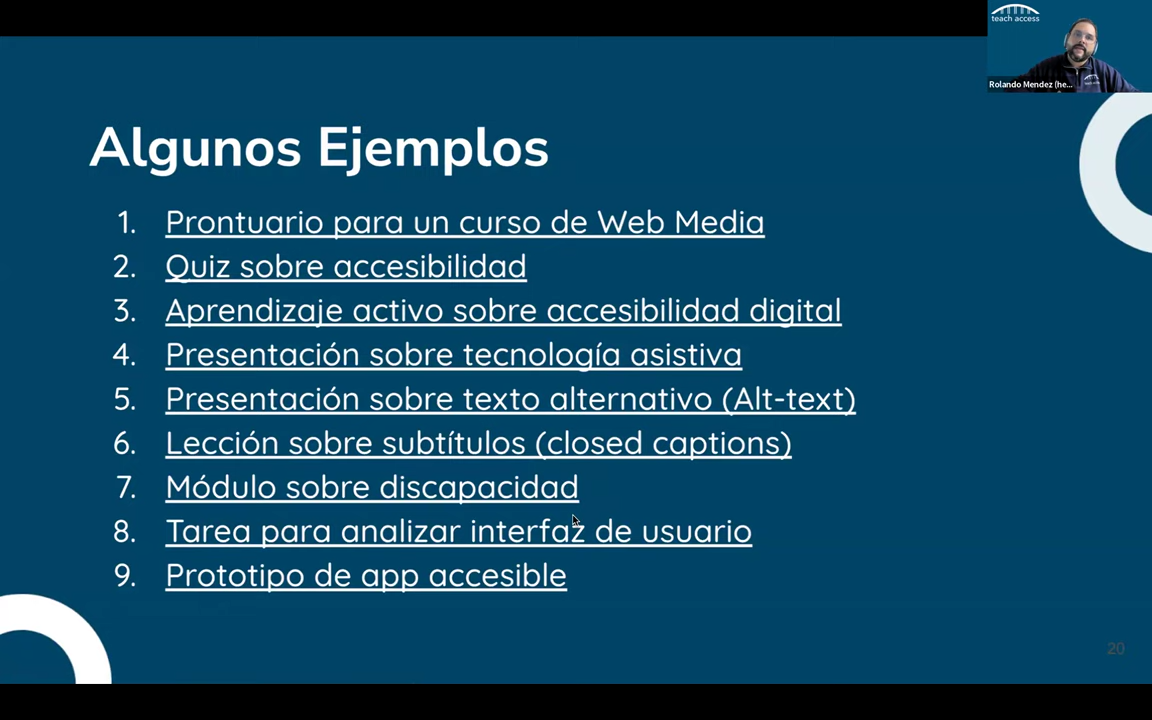 teach access
Rolando Mendez (he...
Algunos Ejemplos
1. Prontuario para un curso de Web Media
2. Quiz sobre accesibilidad
3. Aprendizaje activo sobre accesibilidad digital
4. Presentación sobre tecnología asistiva
5. Presentación sobre texto alternativo (Alt-text)
6. Lección sobre subtítulos (closed captions)
7. Módulo sobre discapacidad
8. Tarea para analizar interfaz de usuario
9. Prototipo de app accesible
20